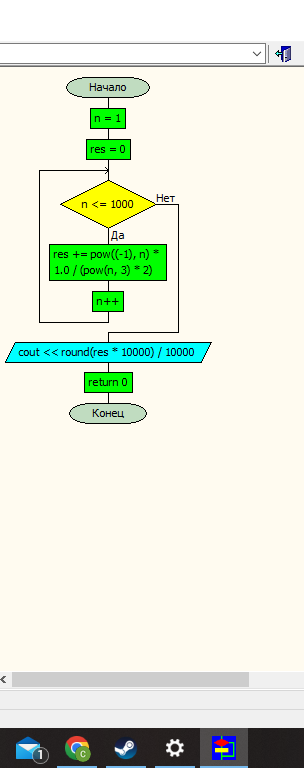 Начало
n = 1
res = 0
n <= 1000
Нет
Да
res += pow((-1), n) *
1.0 / (pow(n, 3) * 2)
n++
cout << round(res * 10000) / 10000
return 0
Конец
1